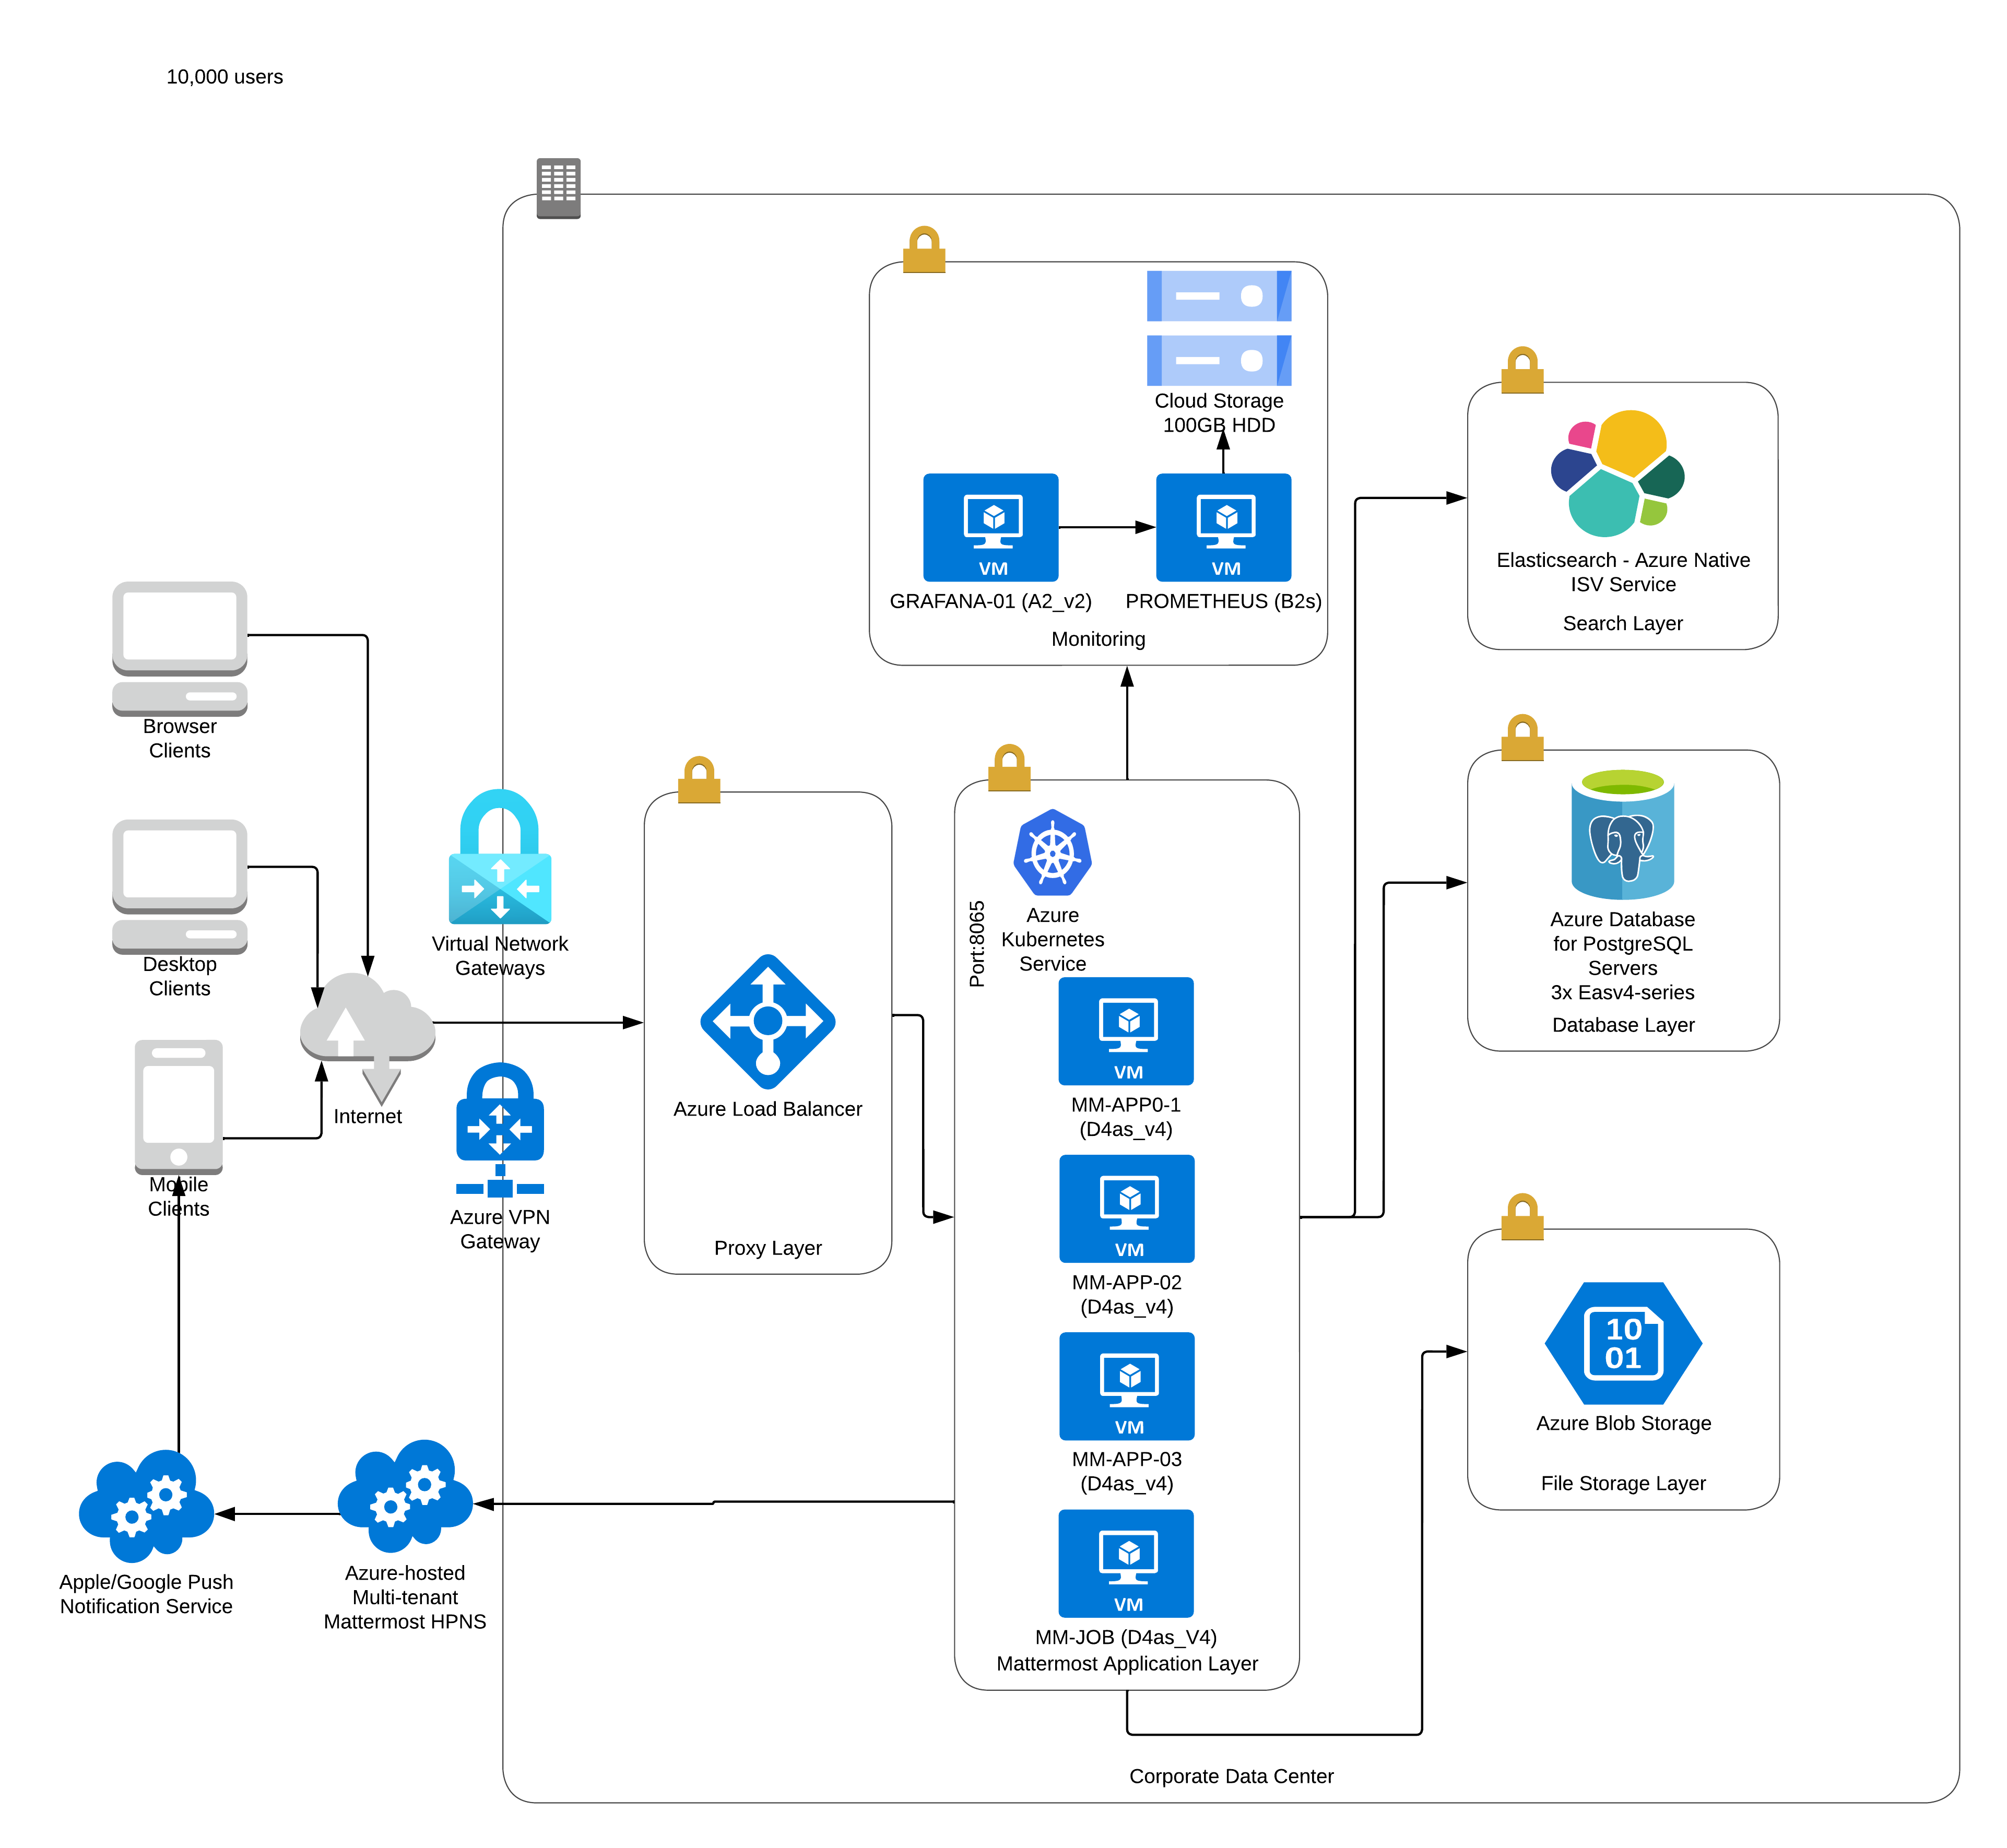 10,000 users
Cloud Storage
100GB HDD
VM
VM
GRAFANA-01 (A2_v2)
PROMETHEUS (B2s)
Monitoring
Elasticsearch - Azure Native
ISV Service
Search Layer
Browser
Clients
Desktop
Clients
Mobile
Clients
Internet
Virtual Network
Gateways
Azure VPN
Gateway
Azure Load Balancer
Proxy Layer
Port:8065
Azure
Kubernetes
Service
VM
MM-APP0-1
(D4as_v4)
VM
MM-APP-02
(D4as_v4)
VM
MM-APP-03
(D4as_v4)
VM
MM-JOB (D4as_V4)
Mattermost Application Layer
Azure Database
for PostgreSQL
Servers
3x Easv4-series
Database Layer
10
01
Azure Blob Storage
File Storage Layer
Apple/Google Push
Notification Service
Azure-hosted
Multi-tenant
Mattermost HPNS
Corporate Data Center